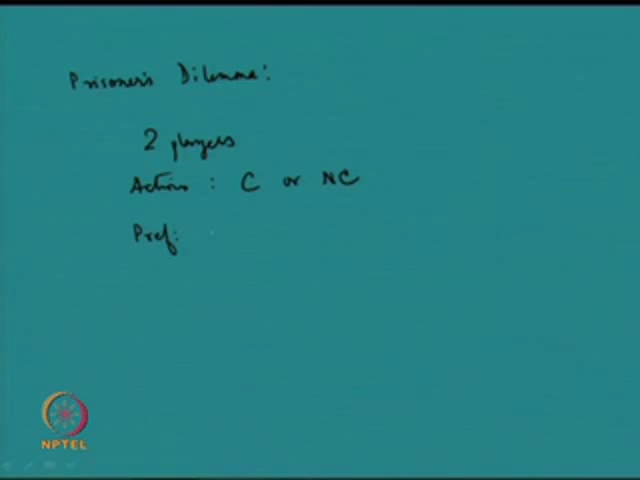 Prisoner's Dilemma:
2 players
Actions : C or NC
Pref:
NPTEL